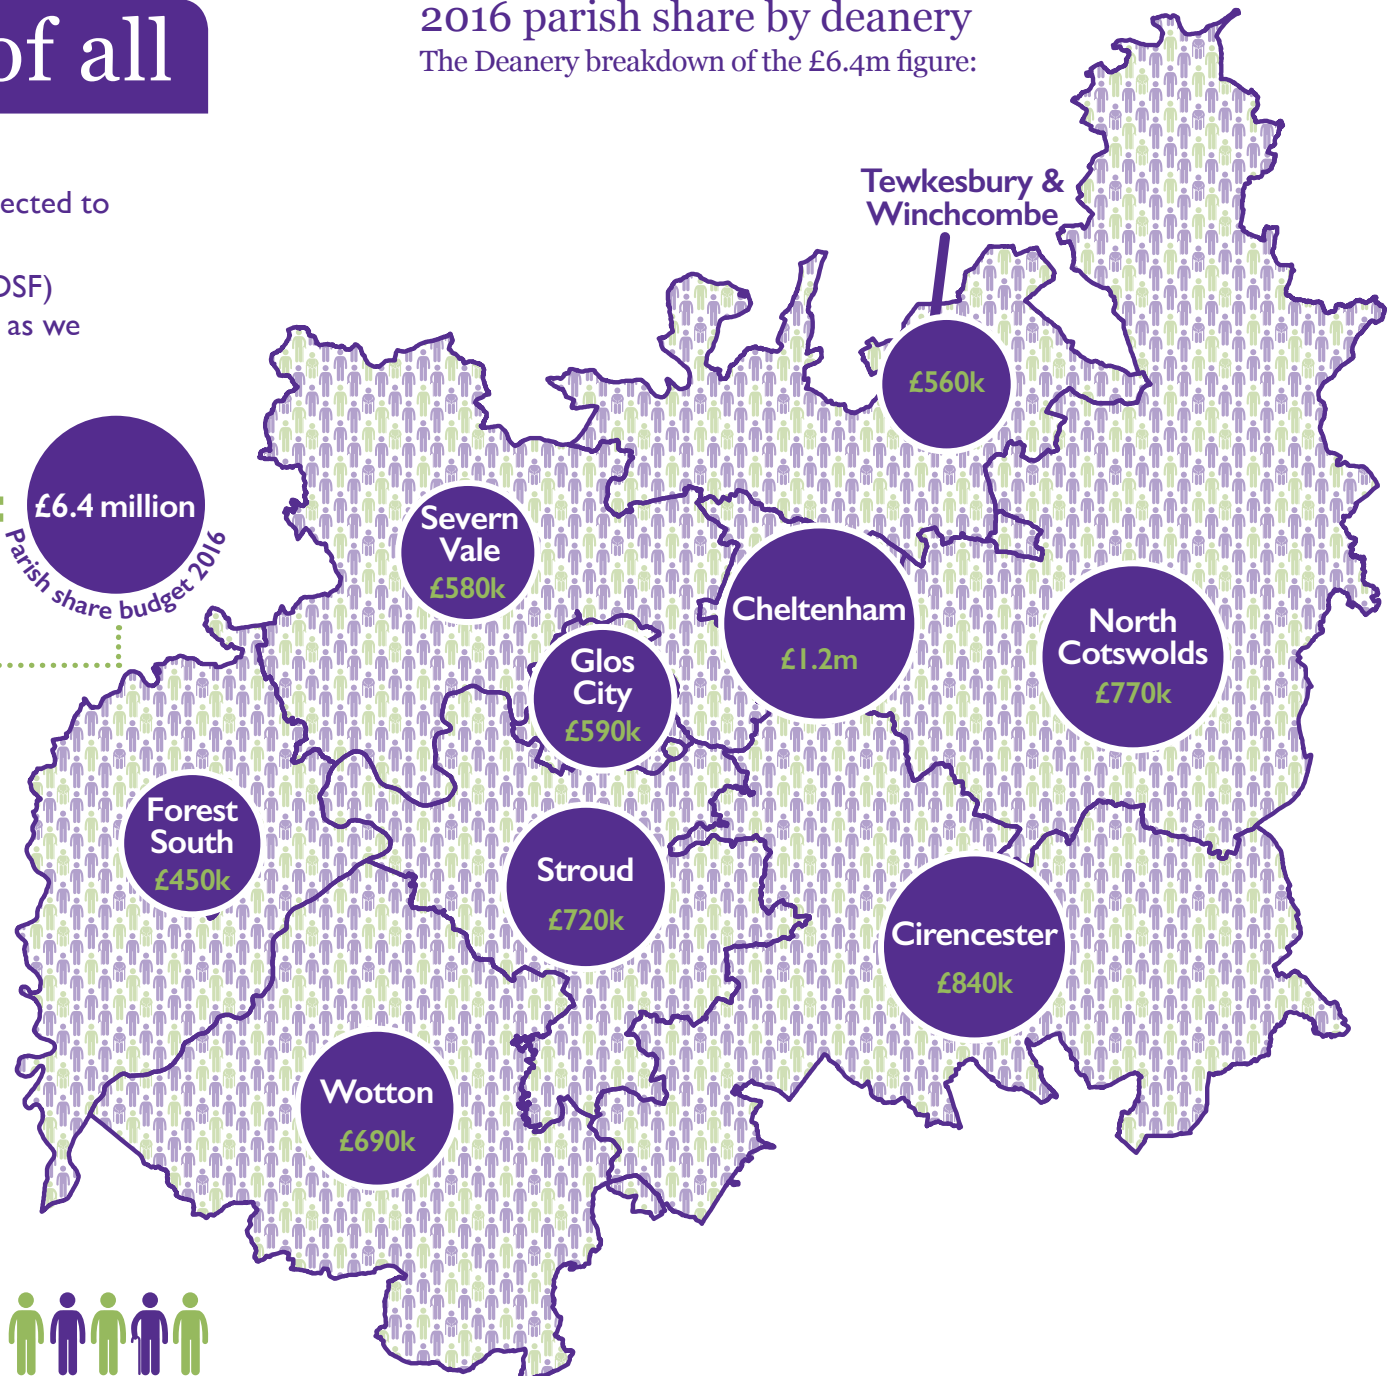 of all
ected to
DSF)
as we
£6.4 million
Parish share budget 2016
2016 parish share by deanery
The Deanery breakdown of the £6.4m figure:
Tewkesbury &
Winchcombe
£560k
Severn
Vale
£580k
Cheltenham
£1.2m
North
Cotswolds
£770k
Glos
City
£590k
Forest
South
£450k
Stroud
£720k
Cirencester
£840k
Wotton
£690k